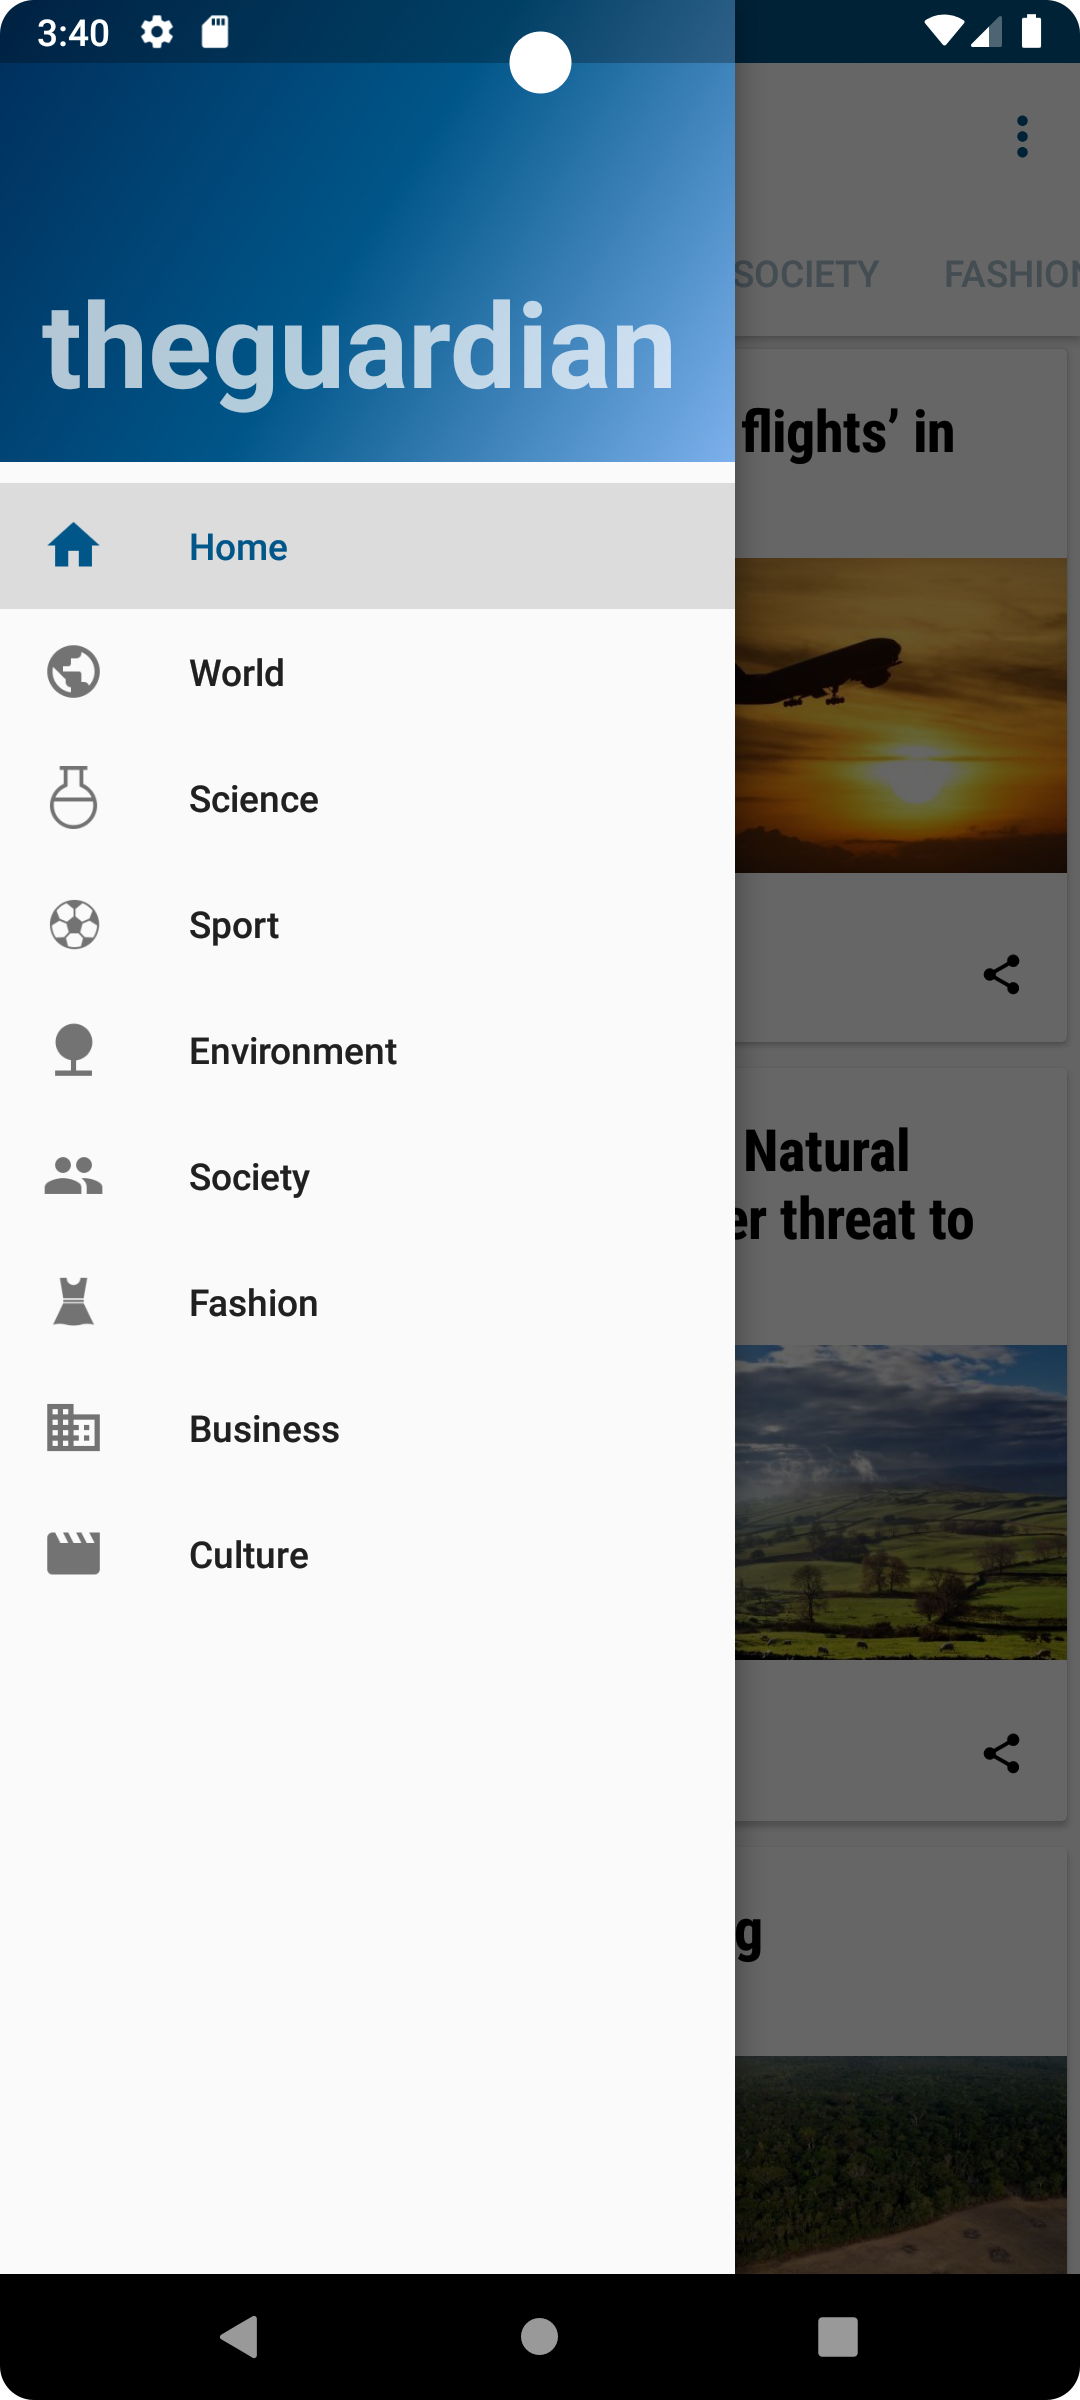 3:40
theguardian
SOCIETY FASHION
flights’ in
Home
World
Science
Sport
Environment
Natural
er threat to
Society
Fashion
Business
Culture
g